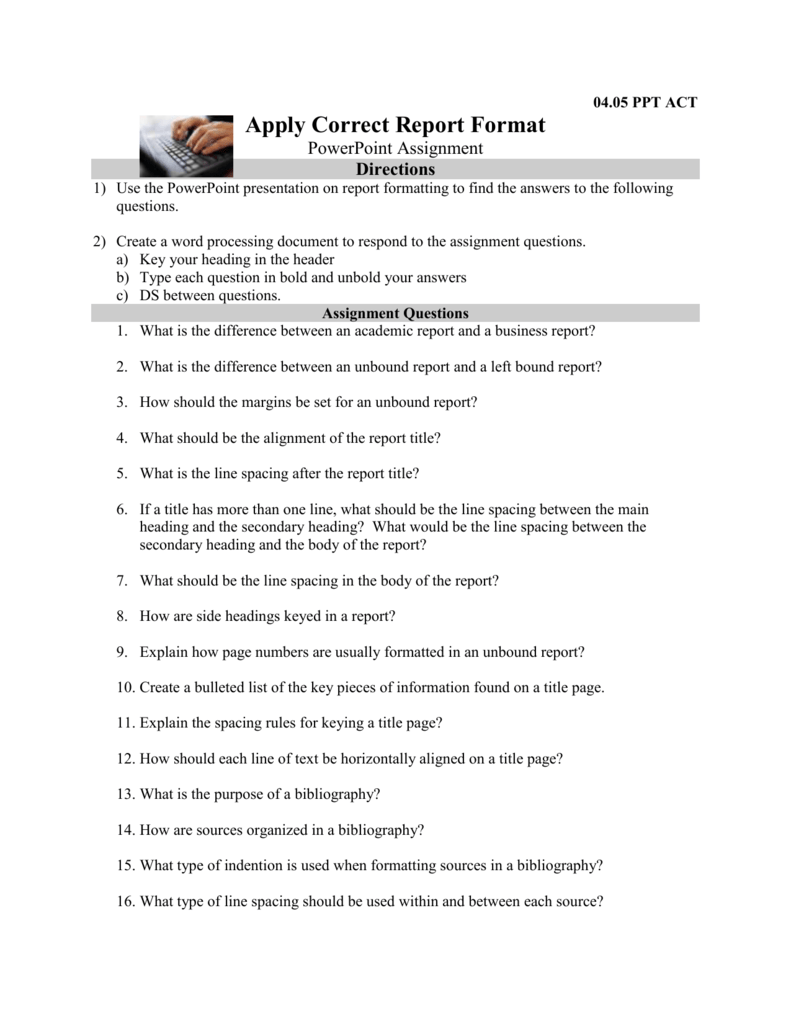 04.05 PPT ACT
Apply Correct Report Format
PowerPoint Assignment
Directions
1) Use the PowerPoint presentation on report formatting to find the answers to the following
questions.
2) Create a word processing document to respond to the assignment questions.
a) Key your heading in the header
b) Type each question in bold and unbold your answers
c) DS between questions.
Assignment Questions
1. What is the difference between an academic report and a business report?
2. What is the difference between an unbound report and a left bound report?
3. How should the margins be set for an unbound report?
4. What should be the alignment of the report title?
5. What is the line spacing after the report title?
6. If a title has more than one line, what should be the line spacing between the main
heading and the secondary heading? What would be the line spacing between the
secondary heading and the body of the report?
7. What should be the line spacing in the body of the report?
8. How are side headings keyed in a report?
9. Explain how page numbers are usually formatted in an unbound report?
10. Create a bulleted list of the key pieces of information found on a title page.
11. Explain the spacing rules for keying a title page?
12. How should each line of text be horizontally aligned on a title page?
13. What is the purpose of a bibliography?
14. How are sources organized in a bibliography?
15. What type of indention is used when formatting sources in a bibliography?
16. What type of line spacing should be used within and between each source?